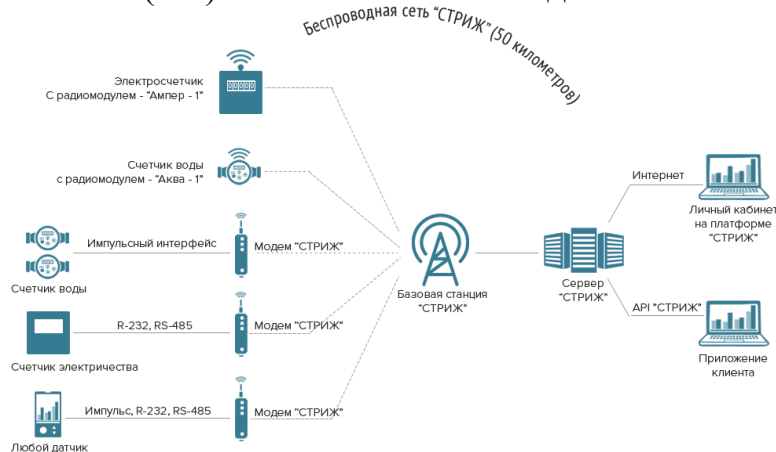 Беспроводная сеть "СТРИЖ" (50 километров)
Электросчетчик
С радиомодулем - "Ампер - 1"
00000
Счетчик воды
с радиомодулем - "Аква - 1"
Импульсный интерфейс
Модем "СТРИЖ"
Счетчик воды
R-232, RS-485
Модем "СТРИЖ"
Счетчик электричества
Импульс, R-232, RS-485
Модем "СТРИЖ"
Любой датчик
Базовая станция
"СТРИЖ"
Сервер
"СТРИЖ"
Интернет
Личный кабинет
на платформе
"СТРИЖ"
API "СТРИЖ"
Приложение
клиента